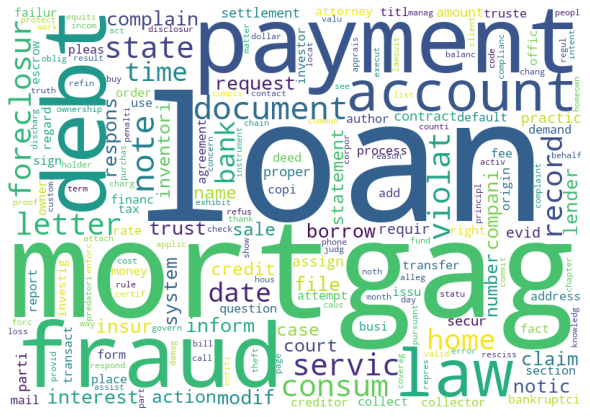 failur
equiti
disclosur
attorney
titl
manag
peopl
protect
work
incom
act
complain
settlement
valu
amount
truste
oblig
see
client
regul
pleas
matter
lawsuit
debt
payment
state
apprais
execut
complianc
intent
foreclosur
escrow
time
request
investor
office
locat
code
chang
truth
refin
buy
document
account
list
homeown
result
order
author
contract
default
practic
regard
discharg
ownership
penalti
note
respons
inventori
bank
contact
chain
counti
demand
behalf
sign
holder
purchas
agreement
concern
instrument
deed
proper
process
reason
activ
loan
violat
record
compani
lender
term
custom
charg
owner
financ
tax
name
statement
copi
add
fee
origin
proof
exhibit
principl
complaint
letter
trust
sale
borrow
requir
right
evid
attach
rate
applic
refus
check
thank
show
phone
fund
mortgag
report
investig
predatori
enforc
cost
money
certif
rule
system
credit
file
assign
transfer
noth
alleg
number
commit
chapter
address
hous
date
attempt
issu
month
day
statu
knowledg
forc
loss
way
govern
insur
question
busi
pursuant
secur
home
fact
fraud
inform
case
court
servic
law
claim
section
notic
bankruptci
transact
form
bill
call
theft
page
entiti
coverag
repres
valid
error
resciss
parti
provid
place
respond
damag
consum
creditor
collect
collector
mail
assist
part
interest
action
modif